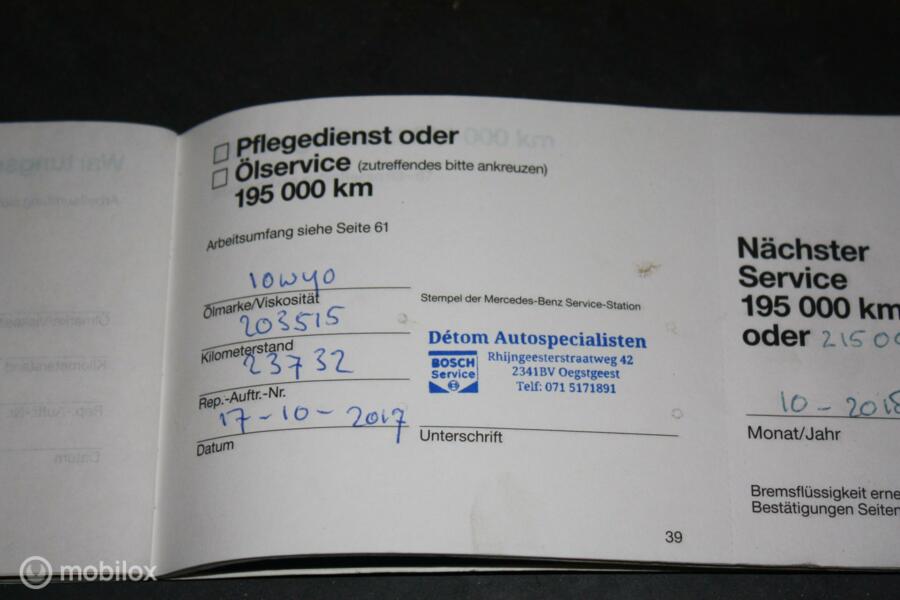 Pflegedienst oder
Ölservice (zutreffendes bitte ankreuzen)
195 000 km
Arbeitsumfang siehe Seite 61
10W40
Ölmarke/Viskosität
203515
Kilometerstand
23732
Rep.-Auftr.-Nr.
17-10-2017
Datum
Stempel der Mercedes-Benz Service-Station
Détom Autospecialisten
BOSCH
Service
Rhijngeesterstraatweg 42
2341BV Oegstgeest
Telf: 071 5171891
Unterschrift
39
Nächster
Service
195 000 km
oder 21500
10-2018
Monat/Jahr
Bremsflüssigkeit erne
Bestätigungen Seiten
mobilox